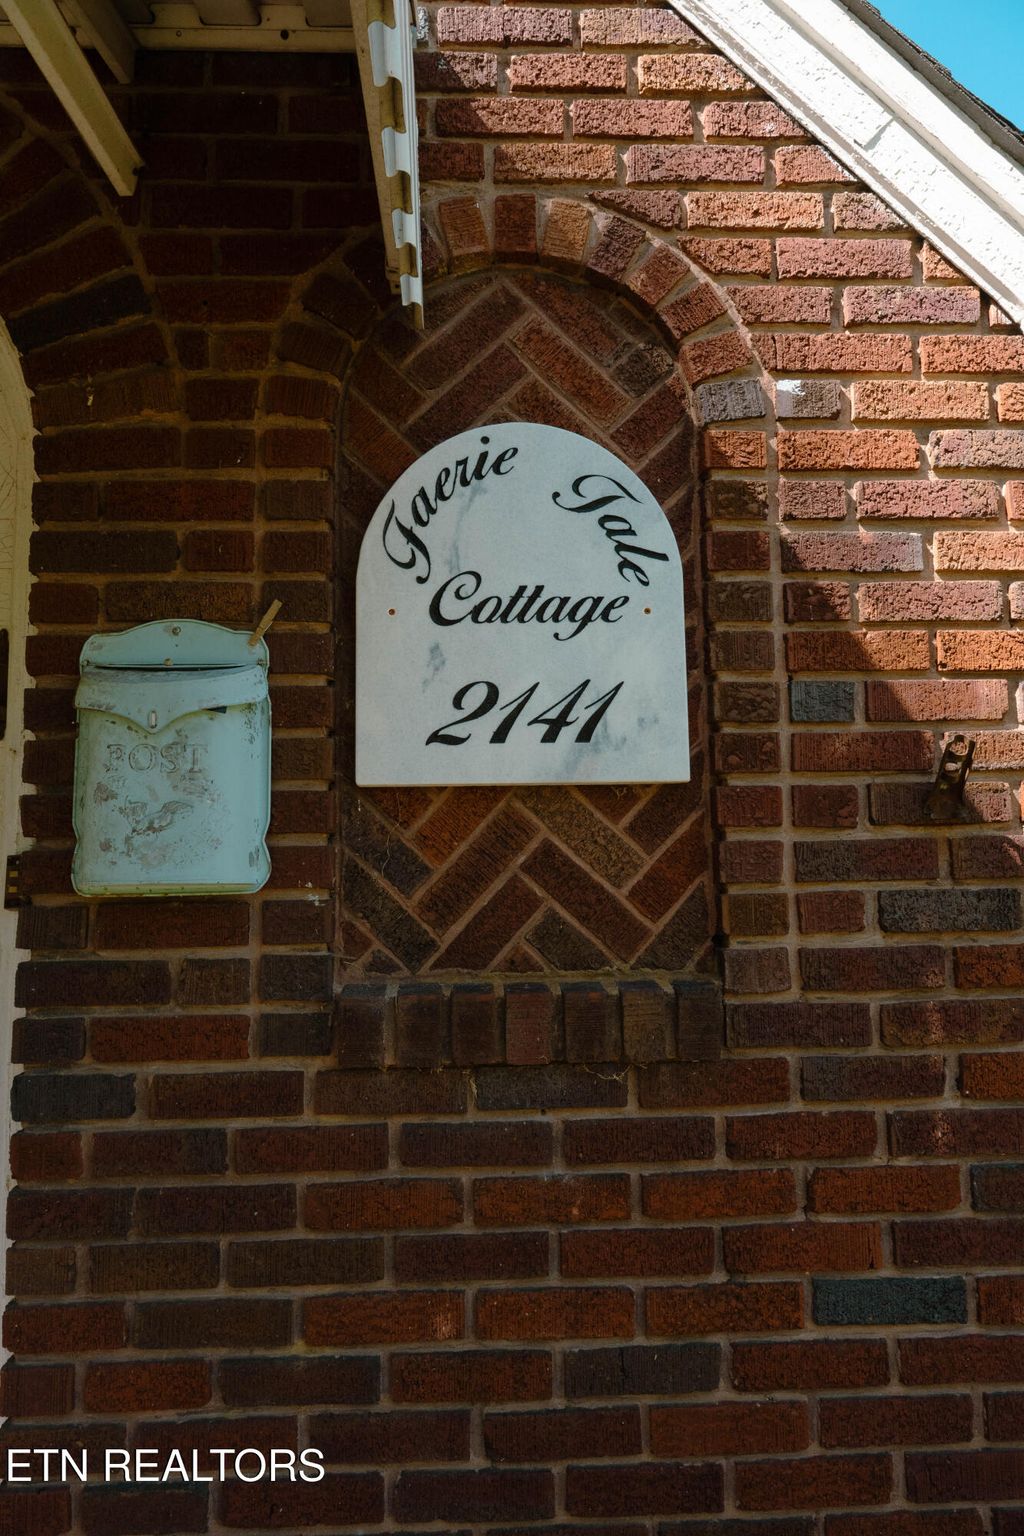 Faerie Tale
Cottage
2141
POST
ETN REALTORS